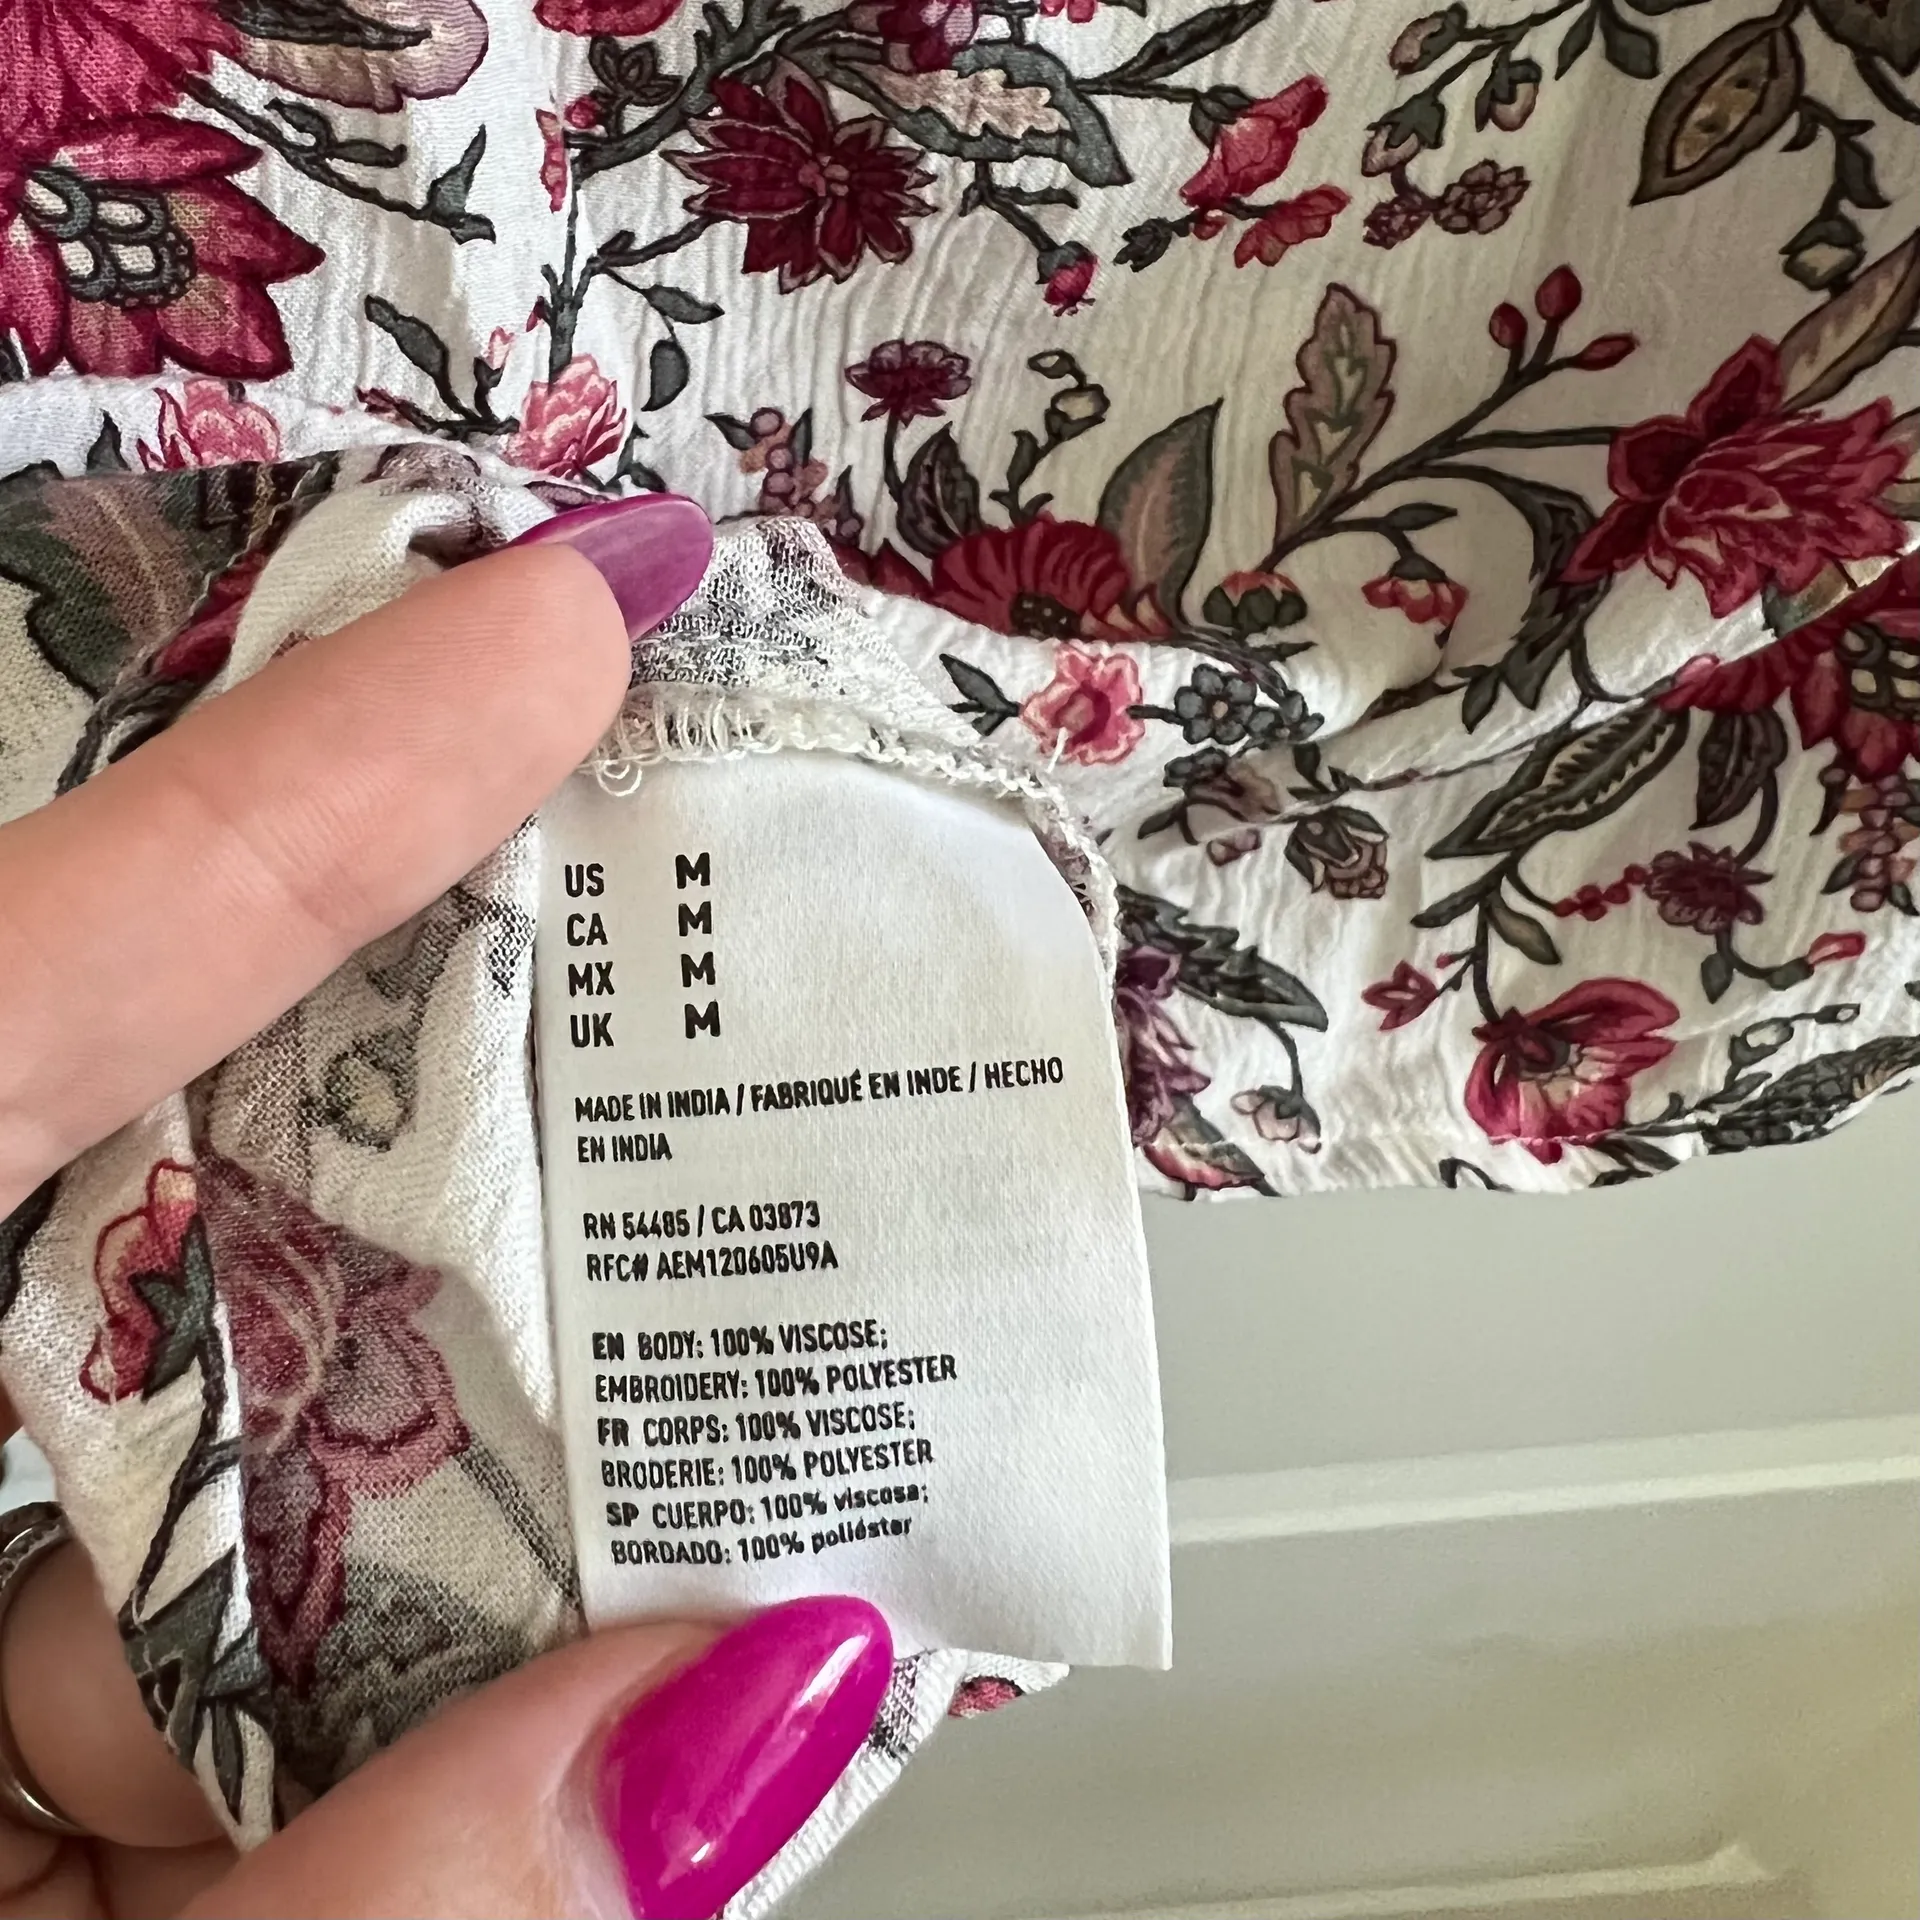 US M
CA M
MX M
UK M
MADE IN INDIA / FABRIQUÉ EN INDE / HECHO
EN INDIA
RN 54485 / CA 03873
RFC# AEM120605U9A
EN BODY: 100% VISCOSE;
EMBROIDERY: 100% POLYESTER
FR CORPS: 100% VISCOSE;
BRODERIE: 100% POLYESTER
SP CUERPO: 100% viscosa;
BORDADO: 100% poliéster